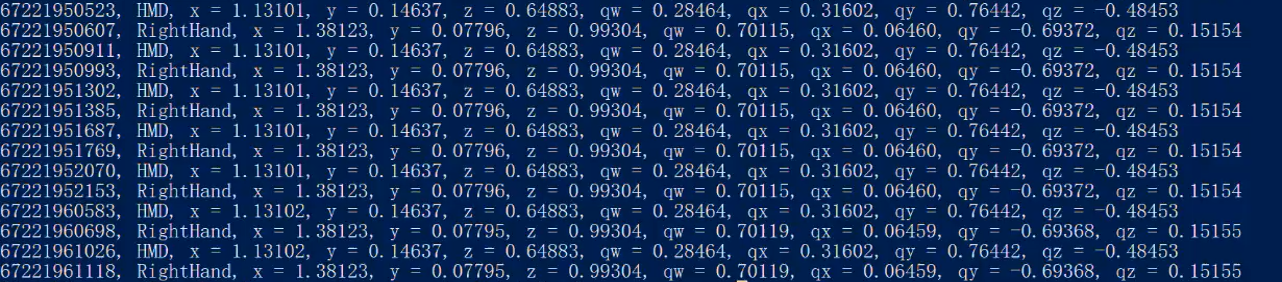 67221950523, HMD, x = 1.13101, y = 0.14637, z = 0.64883, qw = 0.28464, qx = 0.31602, qy = 0.76442, qz = -0.48453
67221950607, RightHand, x = 1.38123, y = 0.07796, z = 0.99304, qw = 0.70115, qx = 0.06460, qy = -0.69372, qz = 0.15154
67221950911, HMD, x = 1.13101, y = 0.14637, z = 0.64883, qw = 0.28464, qx = 0.31602, qy = 0.76442, qz = -0.48453
67221950993, RightHand, x = 1.38123, y = 0.07796, z = 0.99304, qw = 0.70115, qx = 0.06460, qy = -0.69372, qz = 0.15154
67221951302, HMD, x = 1.13101, y = 0.14637, z = 0.64883, qw = 0.28464, qx = 0.31602, qy = 0.76442, qz = -0.48453
67221951385, RightHand, x = 1.38123, y = 0.07796, z = 0.99304, qw = 0.70115, qx = 0.06460, qy = -0.69372, qz = 0.15154
67221951687, HMD, x = 1.13101, y = 0.14637, z = 0.64883, qw = 0.28464, qx = 0.31602, qy = 0.76442, qz = -0.48453
67221951769, RightHand, x = 1.38123, y = 0.07796, z = 0.99304, qw = 0.70115, qx = 0.06460, qy = -0.69372, qz = 0.15154
67221952070, HMD, x = 1.13101, y = 0.14637, z = 0.64883, qw = 0.28464, qx = 0.31602, qy = 0.76442, qz = -0.48453
67221952153, RightHand, x = 1.38123, y = 0.07796, z = 0.99304, qw = 0.70115, qx = 0.06460, qy = -0.69372, qz = 0.15154
67221960583, HMD, x = 1.13102, y = 0.14637, z = 0.64883, qw = 0.28464, qx = 0.31602, qy = 0.76442, qz = -0.48453
67221960698, RightHand, x = 1.38123, y = 0.07795, z = 0.99304, qw = 0.70119, qx = 0.06459, qy = -0.69368, qz = 0.15155
67221961026, HMD, x = 1.13102, y = 0.14637, z = 0.64883, qw = 0.28464, qx = 0.31602, qy = 0.76442, qz = -0.48453
67221961118, RightHand, x = 1.38123, y = 0.07795, z = 0.99304, qw = 0.70119, qx = 0.06459, qy = -0.69368, qz = 0.15155